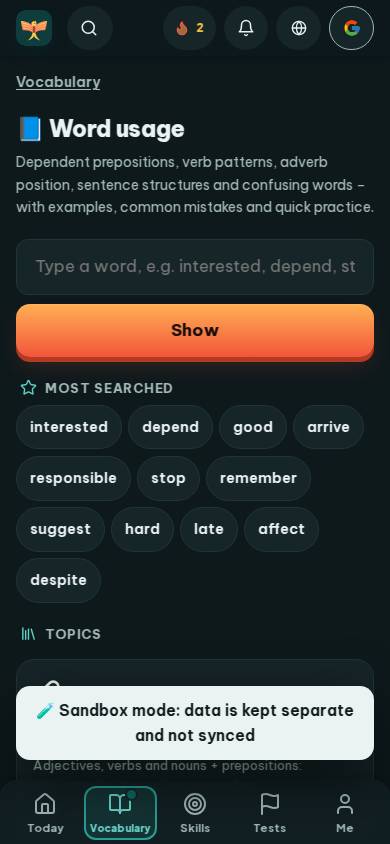 2
Vocabulary
📘 Word usage
Dependent prepositions, verb patterns, adverb
position, sentence structures and confusing words –
with examples, common mistakes and quick practice.
Type a word, e.g. interested, depend, st
Show
MOST SEARCHED
interested depend good arrive
responsible stop remember
suggest hard late affect
despite
TOPICS
🧪 Sandbox mode: data is kept separate
and not synced
Adjectives, verbs and nouns + prepositions:
Today Vocabulary Skills Tests Me